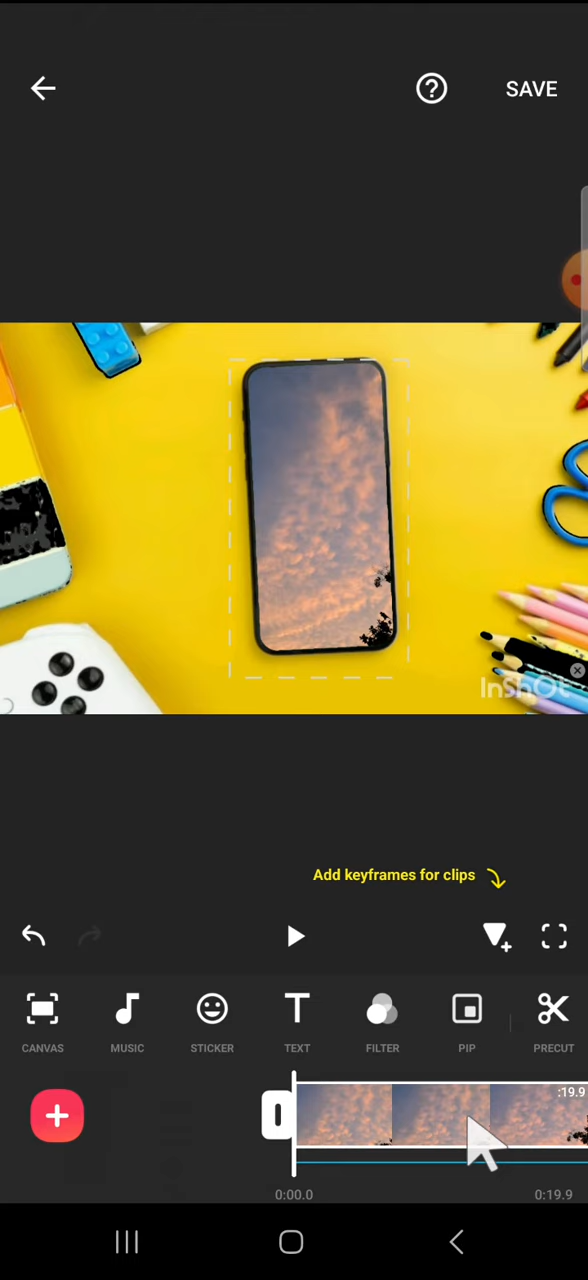 SAVE
InShOt
Add keyframes for clips
CANVAS
MUSIC
STICKER
TEXT
FILTER
PIP
PRECUT
:19.9
0:00.0
0:19.9